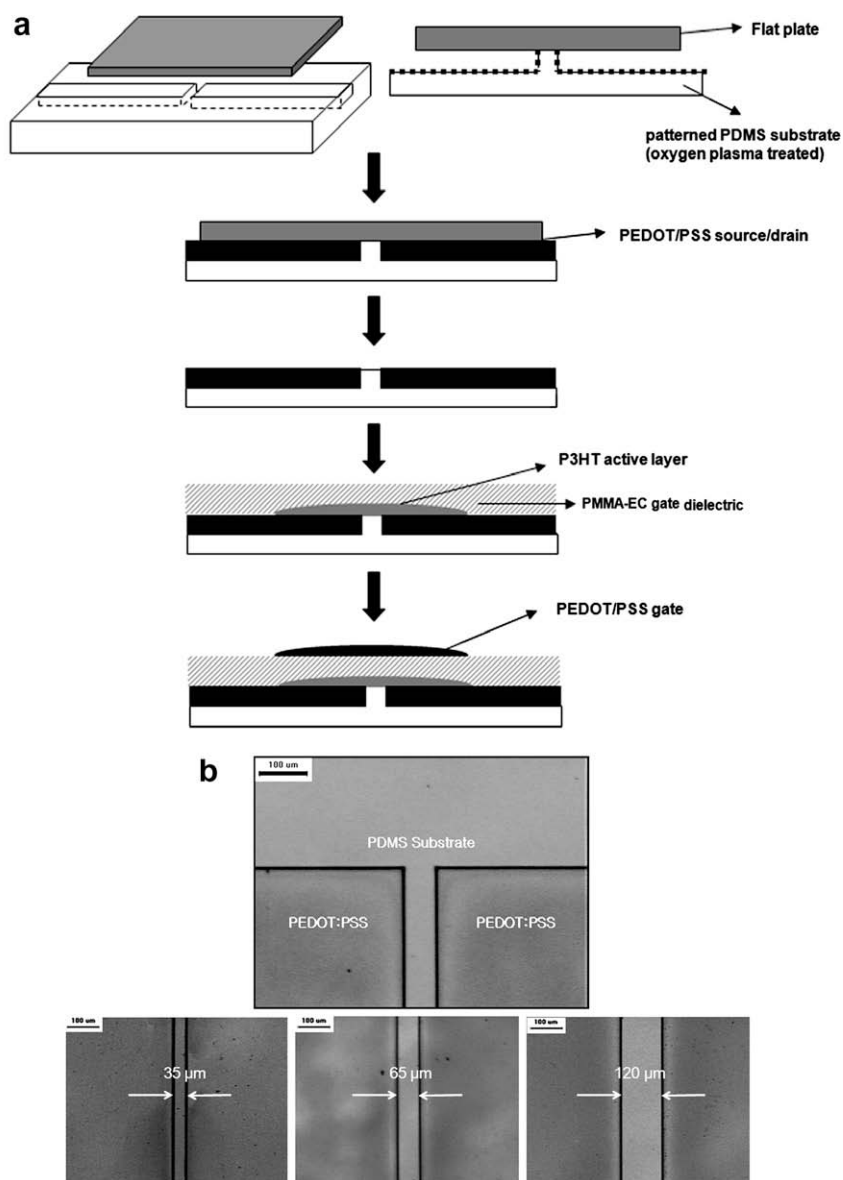 a
Flat plate
patterned PDMS substrate
(oxygen plasma treated)
PEDOT/PSS source/drain
P3HT active layer
PMMA-EC gate dielectric
PEDOT/PSS gate
b
100 um
PDMS Substrate
PEDOT:PSS
PEDOT:PSS
100 um
35 μm
100 um
65 μm
100 um
120 μm